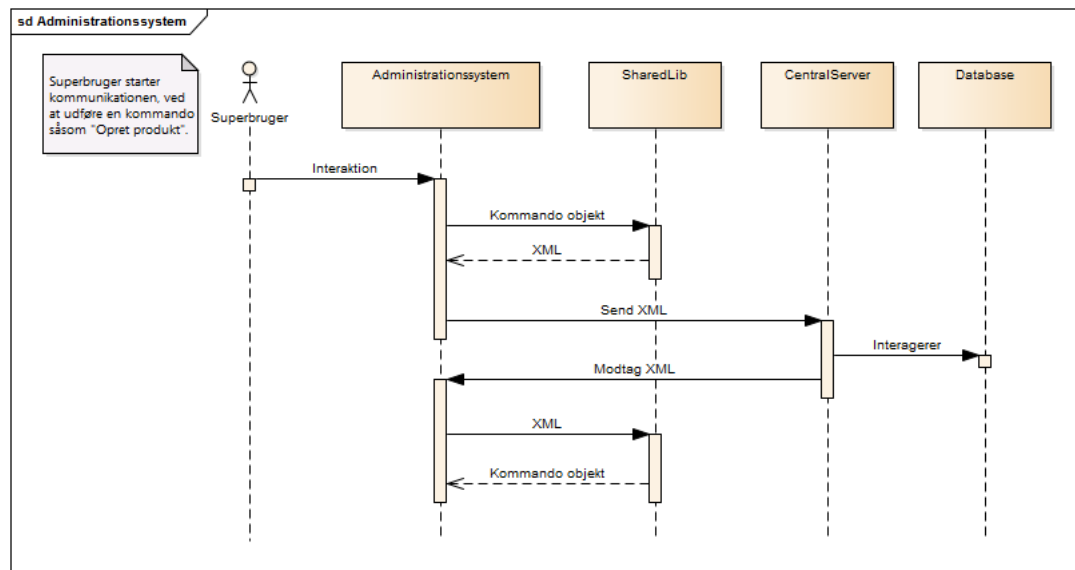 sd Administrationssystem
Superbruger starter
kommunikationen, ved
at udføre en kommando
såsom "Opret produkt".
Superbruger
Administrationssystem
SharedLib
CentralServer
Database
Interaktion
Kommando objekt
XML
Send XML
Interagerer
Modtag XML
XML
Kommando objekt